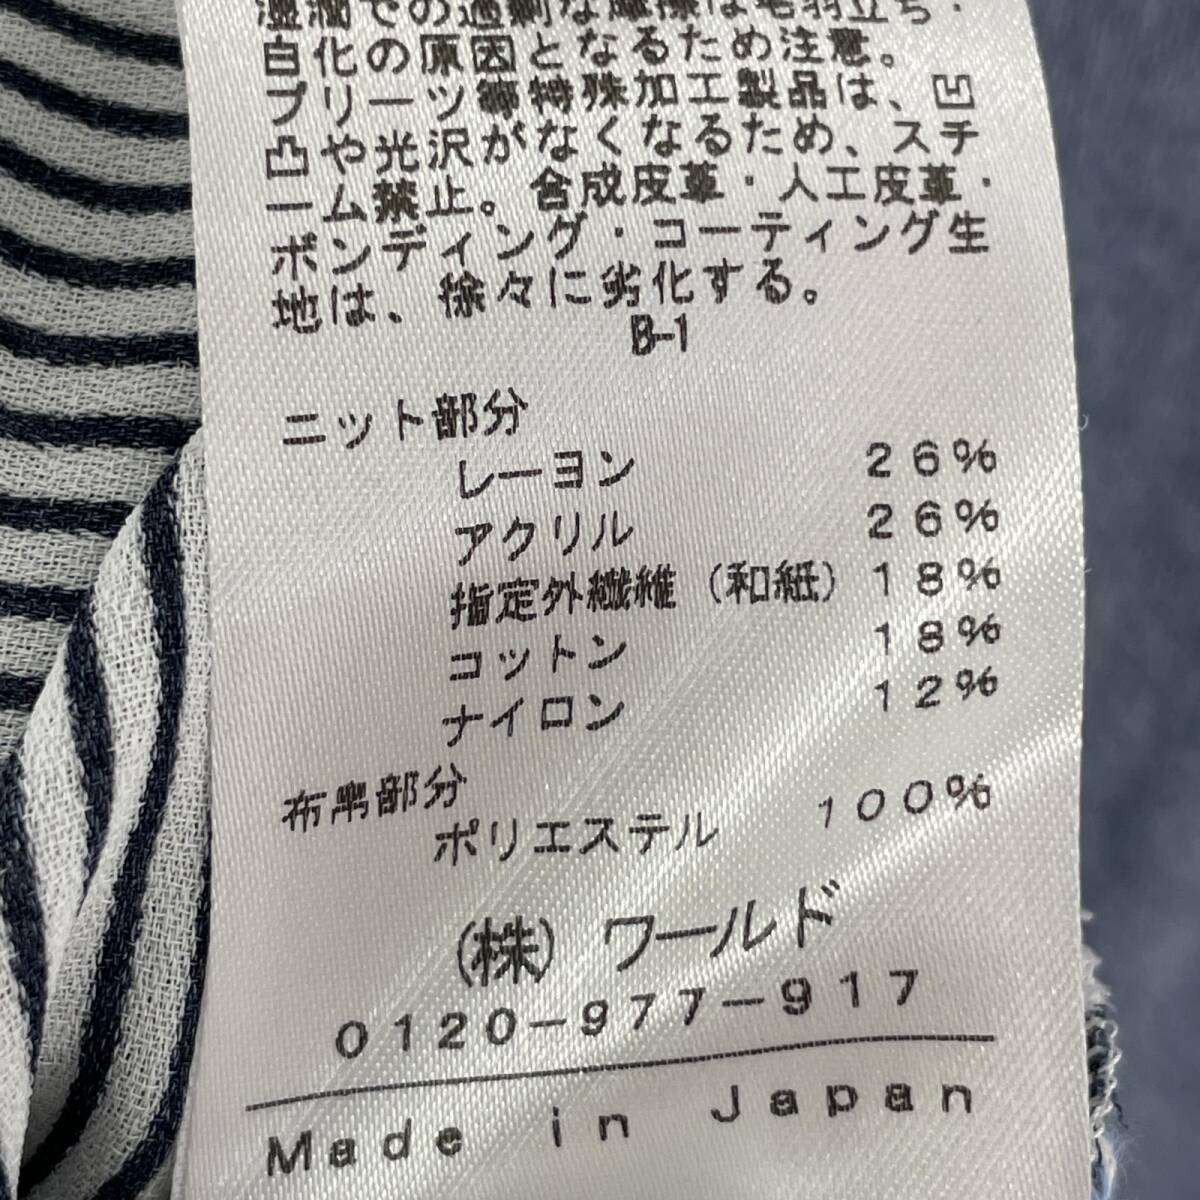 湿潤での過剰な摩擦は毛羽立ち・
白化の原因となるため注意。
プリーツ等特殊加工製品は、凹
凸や光沢がなくなるため、スチ
ーム禁止。合成皮革・人工皮革・
ボンディング・コーティング生
地は、徐々に劣化する。
B-1
ニット部分
レーヨン 26%
アクリル 26%
指定外繊維(和紙) 18%
コットン 18%
ナイロン 12%
布帛部分
ポリエステル 100%
(株)ワールド
0120-977-917
Made in Japan